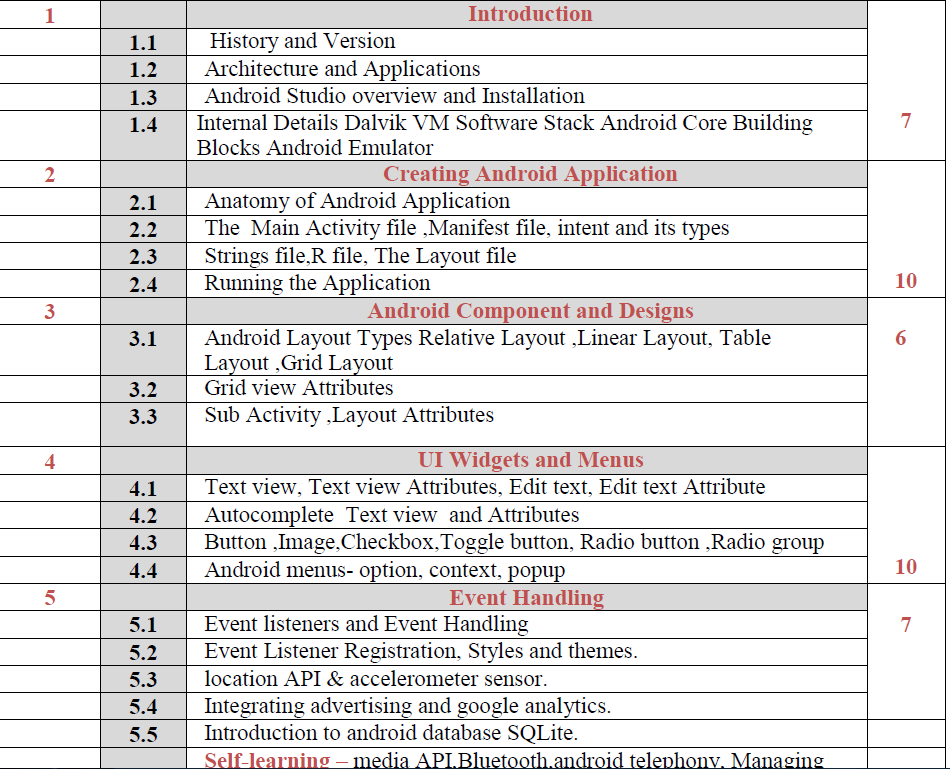 1 Introduction
1.1 History and Version
1.2 Architecture and Applications
1.3 Android Studio overview and Installation
1.4 Internal Details Dalvik VM Software Stack Android Core Building
Blocks Android Emulator
7
2 Creating Android Application
2.1 Anatomy of Android Application
2.2 The Main Activity file ,Manifest file, intent and its types
2.3 Strings file,R file, The Layout file
2.4 Running the Application 10
3 Android Component and Designs
3.1 Android Layout Types Relative Layout ,Linear Layout, Table 6
Layout ,Grid Layout
3.2 Grid view Attributes
3.3 Sub Activity ,Layout Attributes
4 UI Widgets and Menus
4.1 Text view, Text view Attributes, Edit text, Edit text Attribute
4.2 Autocomplete Text view and Attributes
4.3 Button ,Image,Checkbox,Toggle button, Radio button ,Radio group
4.4 Android menus- option, context, popup 10
5 Event Handling
5.1 Event listeners and Event Handling 7
5.2 Event Listener Registration, Styles and themes.
5.3 location API & accelerometer sensor.
5.4 Integrating advertising and google analytics.
5.5 Introduction to android database SQLite.
Self-learning – media API,Bluetooth,android telephony, Managing